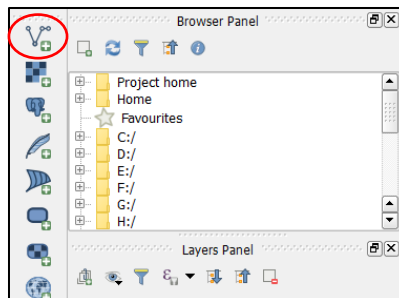 Browser Panel
Project home
Home
Favourites
C:/
D:/
E:/
F:/
G:/
H:/
Layers Panel